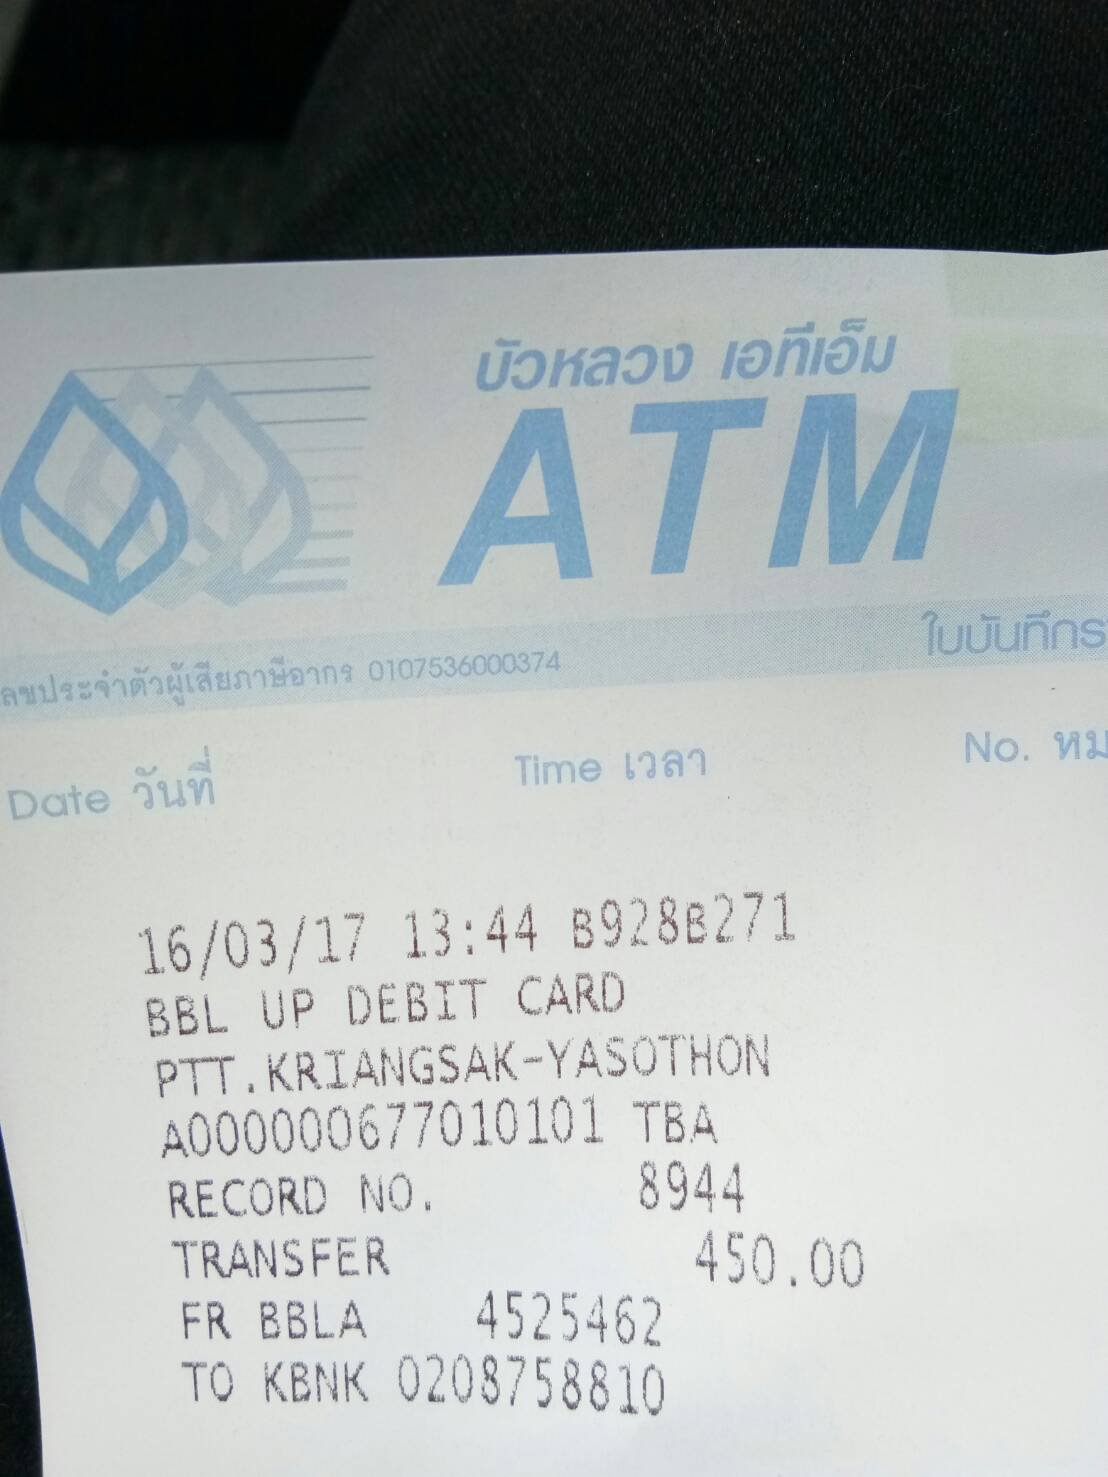 บัวหลวง เอทีเอ็ม
ATM
ใบบันทึก
เลขประจำตัวผู้เสียภาษีอากร 0107536000374
Date วันที่ Time เวลา No.
16/03/17 13:44 B928B271
BBL UP DEBIT CARD
PTT.KRIANGSAK-YASOTHON
A000000677010101 TBA
RECORD NO. 8944
TRANSFER 450.00
FR BBLA 4525462
TO KBNK 0208758810